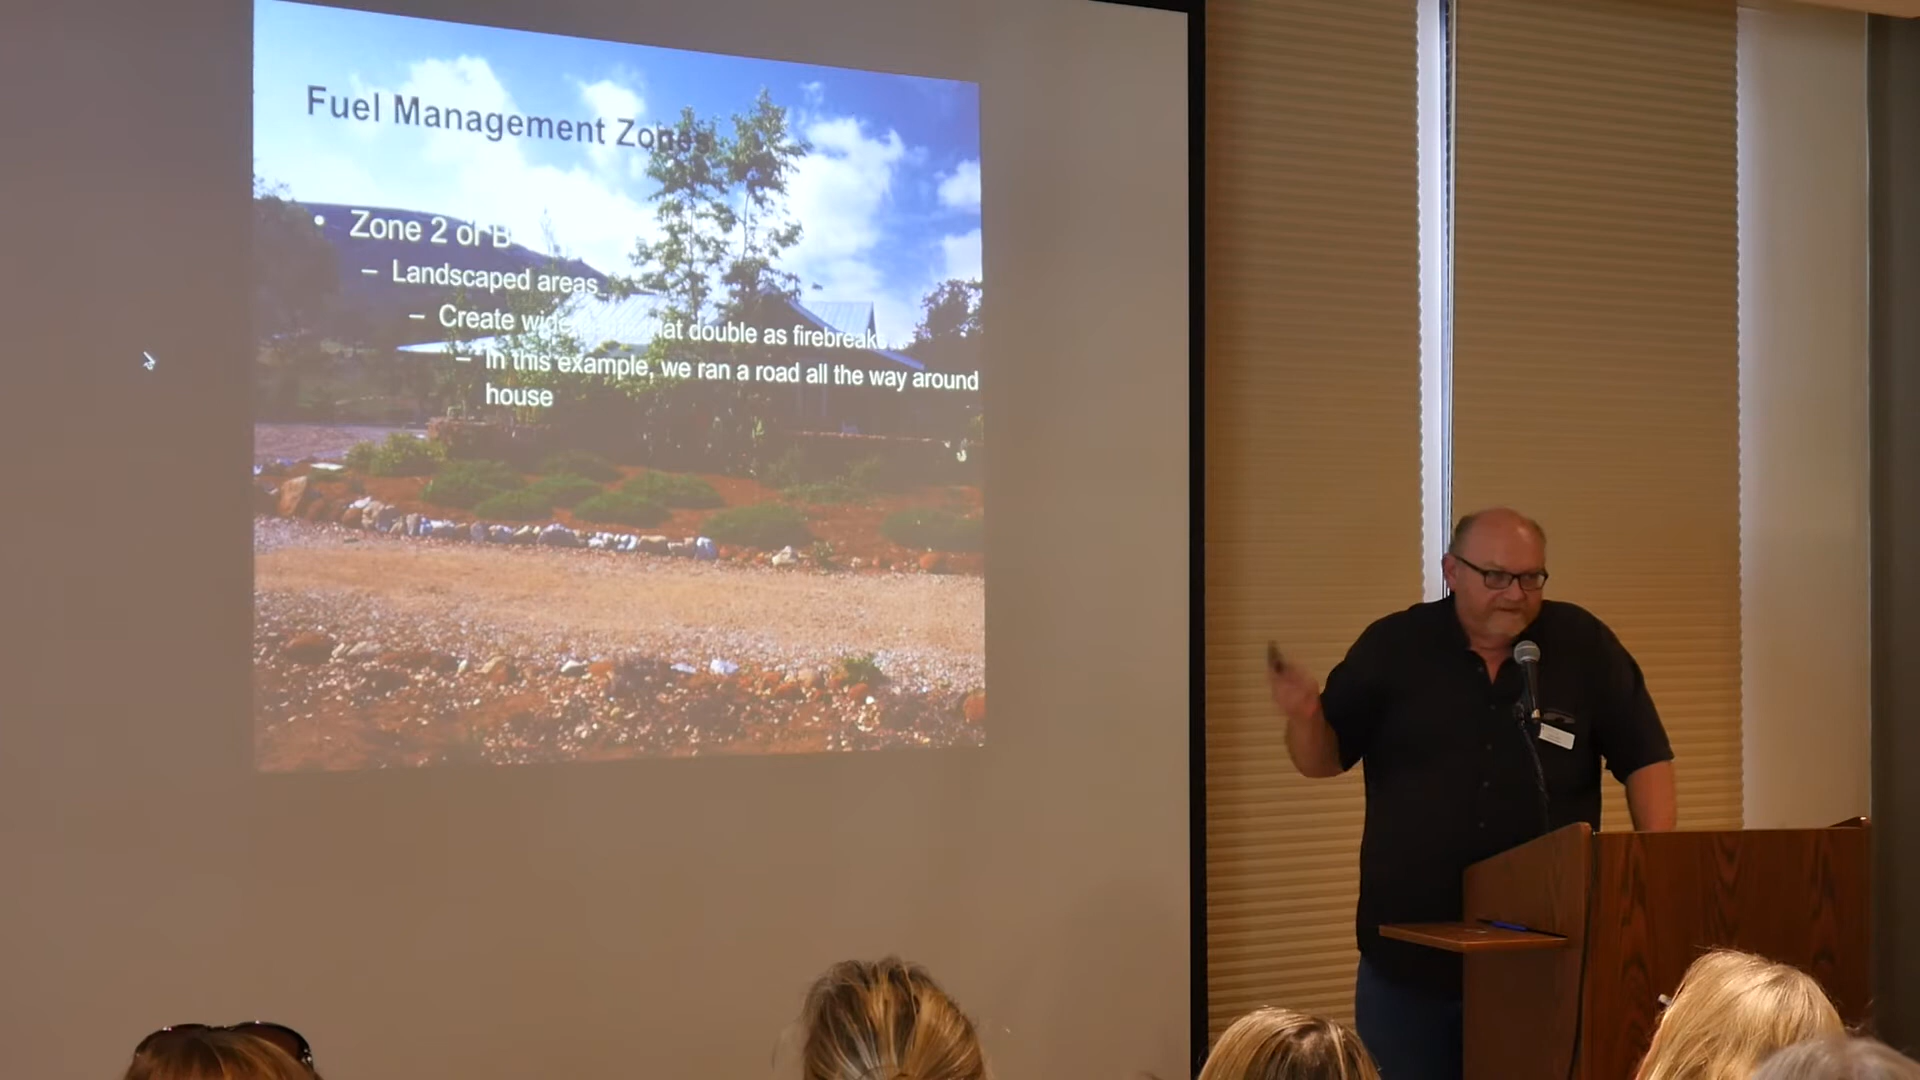 Fuel Management Zones
• Zone 2 or B
– Landscaped areas
– Create wide that double as firebreaks
– In this example, we ran a road all the way around
house